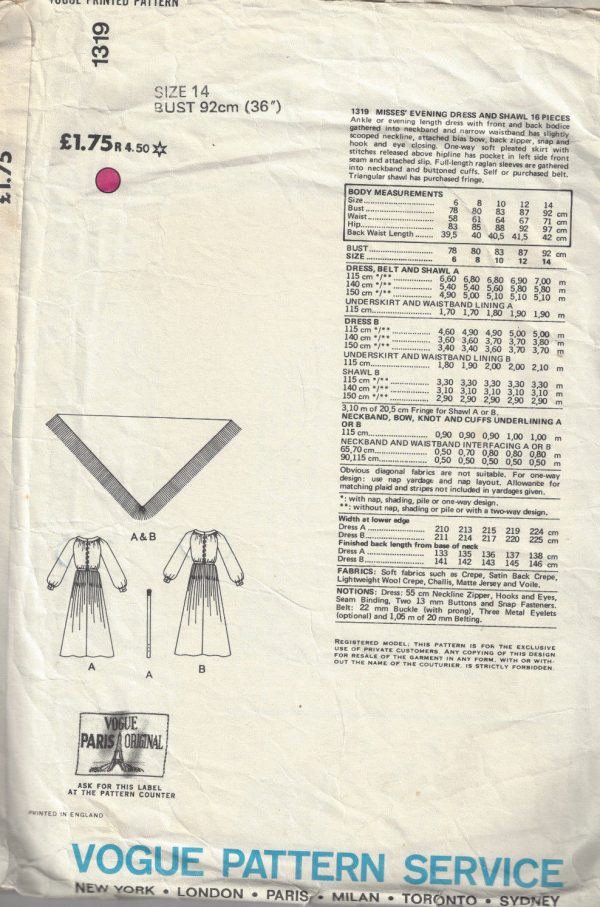 VOGUE PRINTED PATTERN
1319
SIZE 14
BUST 92cm (36")
£1.75 R 4.50
£1.75
1319 MISSES' EVENING DRESS AND SHAWL 16 PIECES
Ankle or evening length dress with front and back bodice
gathered into neckband and narrow waistband has slightly
scooped neckline, attached bias bow, back zipper, snap and
hook and eye closing. One-way soft pleated skirt with
stitches released above hipline has pocket in left side front
seam and attached slip. Full-length raglan sleeves are gathered
into neckband and buttoned cuffs. Self or purchased belt.
Triangular shawl has purchased fringe.
BODY MEASUREMENTS
Size 6 8 10 12 14
Bust 78 80 83 87 92 cm
Waist 58 61 64 67 71 cm
Hip 83 85 88 92 97 cm
Back Waist Length 39,5 40 40,5 41,5 42 cm
BUST 78 80 83 87 92 cm
SIZE 6 8 10 12 14
DRESS, BELT AND SHAWL A
115 cm */** 6,60 6,80 6,80 6,90 7,00 m
140 cm */** 5,40 5,40 5,60 5,80 5,80 m
150 cm */** 4,90 5,00 5,10 5,10 5,10 m
UNDERSKIRT AND WAISTBAND LINING A
115 cm 1,70 1,70 1,80 1,90 1,90 m
DRESS B
115 cm */** 4,60 4,90 4,90 5,00 5,00 m
140 cm */** 3,60 3,60 3,70 3,70 3,80 m
150 cm */** 3,40 3,40 3,60 3,70 3,70 m
UNDERSKIRT AND WAISTBAND LINING B
115 cm 1,80 1,90 2,00 2,00 2,10 m
SHAWL B
115 cm */** 3,30 3,30 3,30 3,30 3,30 m
140 cm */** 3,10 3,10 3,10 3,10 3,10 m
150 cm */** 2,90 2,90 2,90 2,90 2,90 m
3,10 m of 20,5 cm Fringe for Shawl A or B.
NECKBAND, BOW, KNOT AND CUFFS UNDERLINING A
OR B
115 cm 0,90 0,90 0,90 1,00 1,00 m
NECKBAND AND WAISTBAND INTERFACING A OR B
65,70 cm 0,50 0,70 0,80 0,80 0,80 m
90,115 cm 0,50 0,50 0,50 0,50 0,50 m
Obvious diagonal fabrics are not suitable. For one-way
design: use nap yardage and nap layout. Allowance for
matching plaid and stripes not included in yardages given.
*: with nap, shading, pile or one-way design.
**: without nap, shading or pile or with a two-way design.
Width at lower edge
Dress A 210 213 215 219 224 cm
Dress B 211 214 217 220 225 cm
Finished back length from base of neck
Dress A 133 135 136 137 138 cm
Dress B 141 142 143 145 146 cm
FABRICS: Soft fabrics such as Crepe, Satin Back Crepe,
Lightweight Wool Crepe, Challis, Matte Jersey and Voile.
NOTIONS: Dress: 55 cm Neckline Zipper, Hooks and Eyes,
Seam Binding, Two 13 mm Buttons and Snap Fasteners.
Belt: 22 mm Buckle (with prong), Three Metal Eyelets
(optional) and 1,05 m of 20 mm Belting.
REGISTERED MODEL: THIS PATTERN IS FOR THE EXCLUSIVE
USE OF PRIVATE CUSTOMERS. ANY COPYING OF THIS DESIGN
FOR RESALE OF THE GARMENT IN ANY FORM, WITH OR WITH-
OUT THE NAME OF THE COUTURIER, IS STRICTLY FORBIDDEN.
A&B
A
A
B
VOGUE
PARIS ORIGINAL
ASK FOR THIS LABEL
AT THE PATTERN COUNTER
PRINTED IN ENGLAND
VOGUE PATTERN SERVICE
NEW YORK • LONDON • PARIS • MILAN • TORONTO • SYDNEY